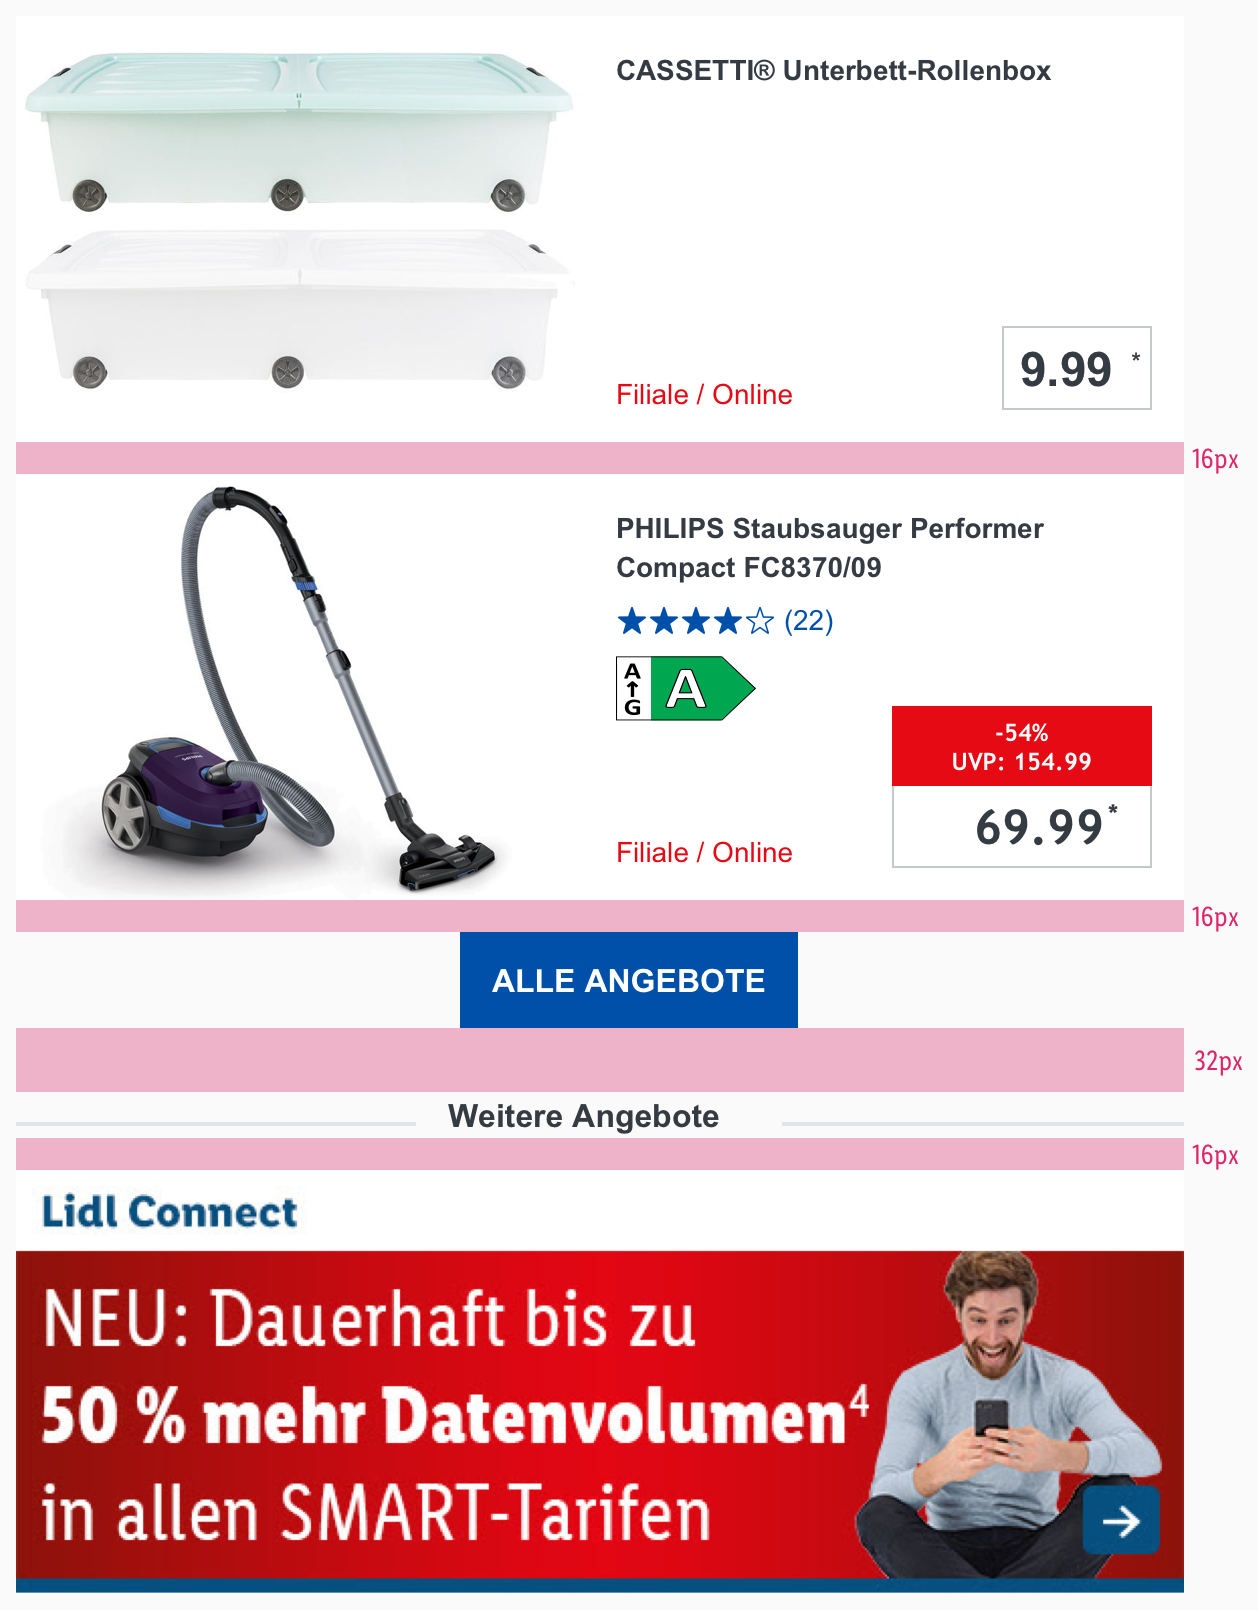 CASSETTI® Unterbett-Rollenbox
9.99 *
Filiale / Online
16px
PHILIPS Staubsauger Performer
Compact FC8370/09
(22)
A
G
A
-54%
UVP: 154.99
69.99*
Filiale / Online
16px
ALLE ANGEBOTE
32px
Weitere Angebote
16px
Lidl Connect
NEU: Dauerhaft bis zu
50 % mehr Datenvolumen⁴
in allen SMART-Tarifen